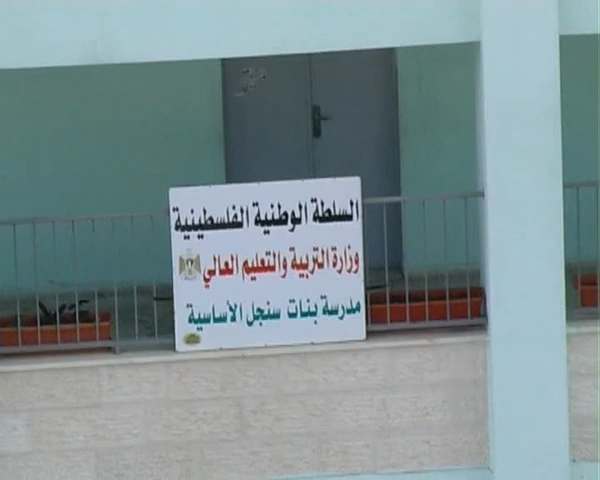 السلطة الوطنية الفلسطينية
وزارة التربية والتعليم العالي
مدرسة بنات سنجل الأساسية